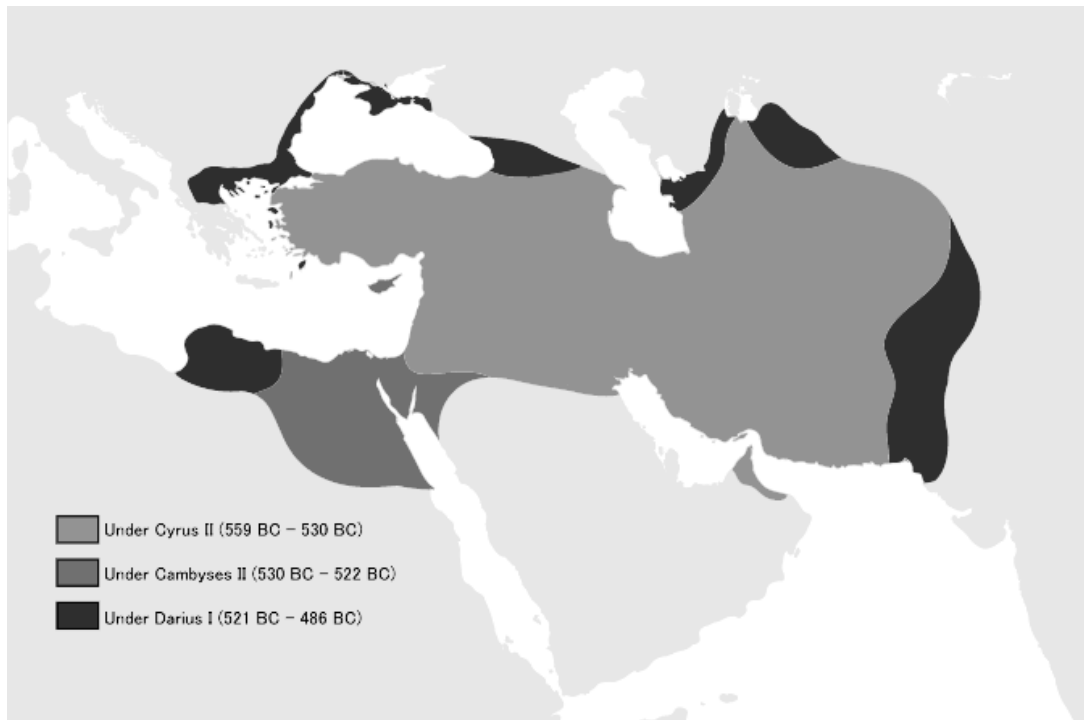 Under Cyrus II (559 BC - 530 BC)
Under Cambyses II (530 BC - 522 BC)
Under Darius I (521 BC - 486 BC)